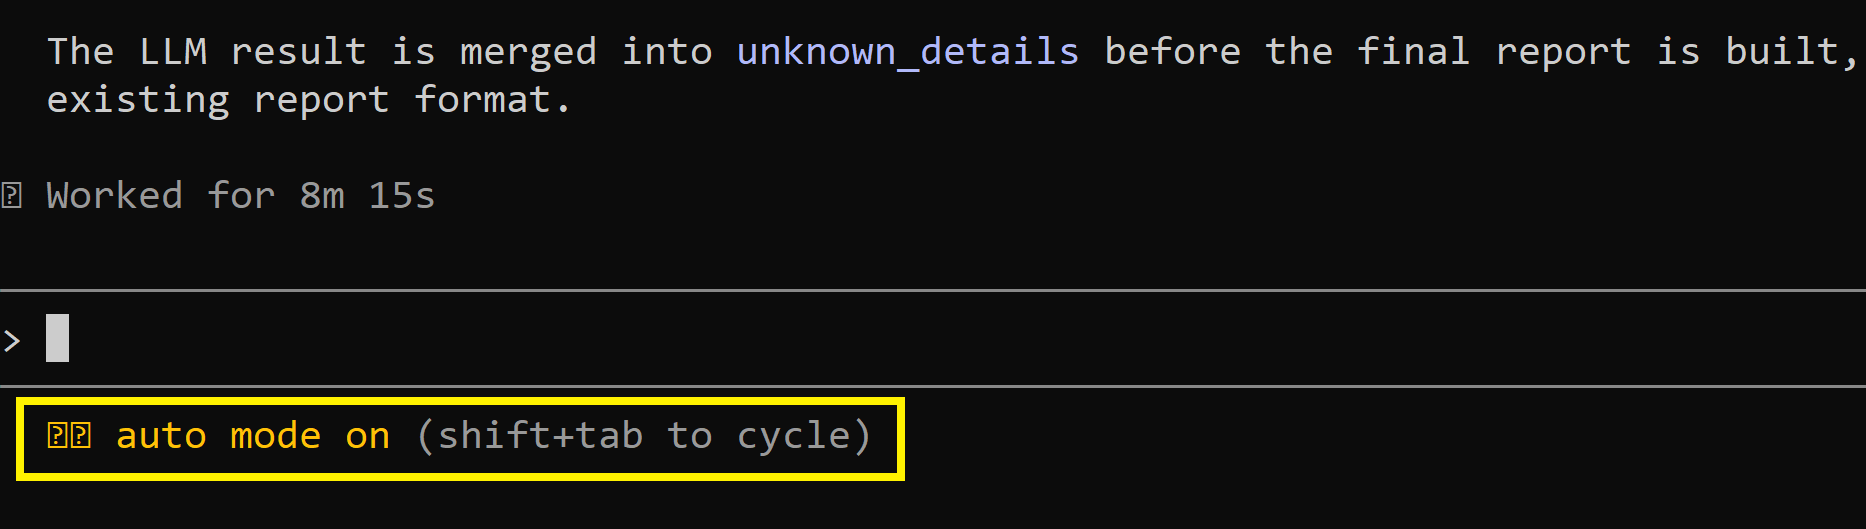 The LLM result is merged into unknown_details before the final report is built,
existing report format.
Worked for 8m 15s
>
auto mode on (shift+tab to cycle)